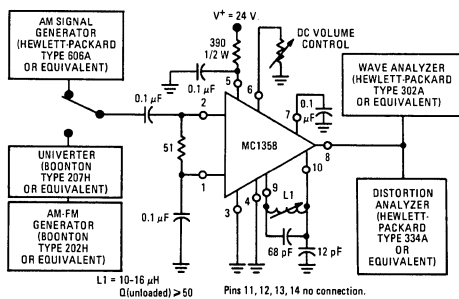 AM SIGNAL
GENERATOR
(HEWLETT-PACKARD
TYPE 606A
OR EQUIVALENT)
V+ = 24 V
390
1/2 W
DC VOLUME
CONTROL
0.1 µF
5
6
0.1 µF
2
0.1
µF
7
WAVE ANALYZER
(HEWLETT-PACKARD
TYPE 302A
OR EQUIVALENT)
51
MC1358
8
10
1
9
L1
3
4
0.1 µF
68 pF
12 pF
UNIVERTER
(BOONTON
TYPE 207H
OR EQUIVALENT)
AM-FM
GENERATOR
(BOONTON
TYPE 202H
OR EQUIVALENT)
DISTORTION
ANALYZER
(HEWLETT-
PACKARD
TYPE 334A
OR
EQUIVALENT)
L1 = 10-16 µH
Q(unloaded) ⩾ 50
Pins 11, 12, 13, 14 no connection.